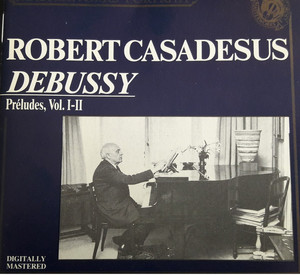 ROBERT CASADESUS
DEBUSSY
Préludes, Vol. I-II
DIGITALLY
MASTERED